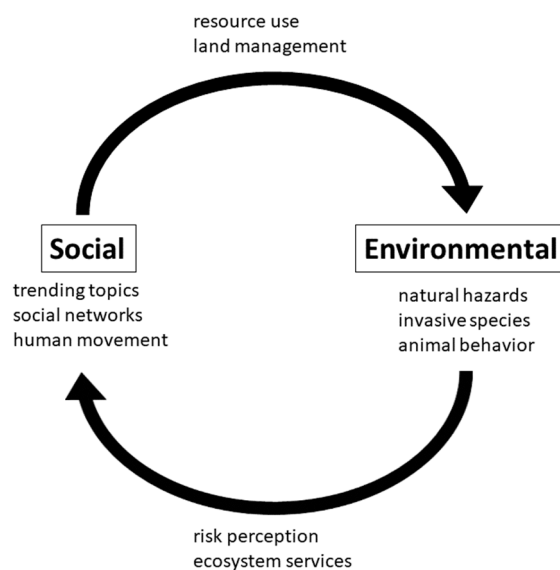 resource use
land management
Social
trending topics
social networks
human movement
Environmental
natural hazards
invasive species
animal behavior
risk perception
ecosystem services